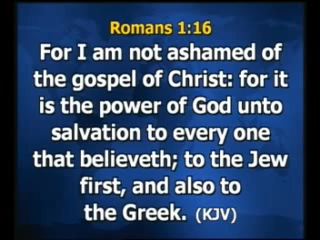 Romans 1:16
For I am not ashamed of
the gospel of Christ: for it
is the power of God unto
salvation to every one
that believeth; to the Jew
first, and also to
the Greek. (KJV)